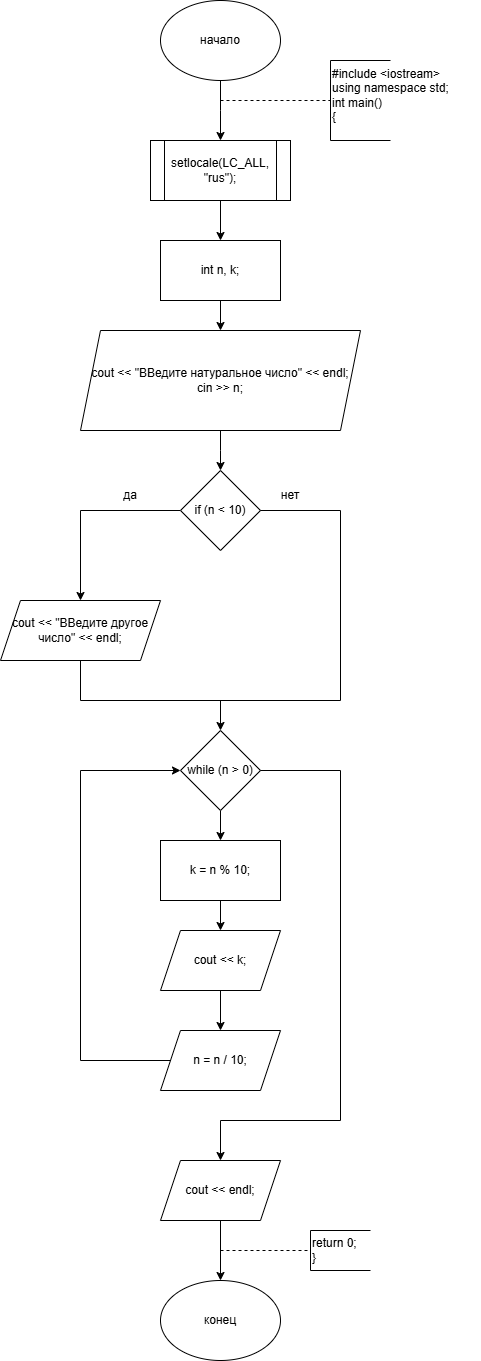 начало
#include <iostream>
using namespace std;
int main()
{
setlocale(LC_ALL,
"rus");
int n, k;
cout << "ВВедите натуральное число" << endl;
cin >> n;
да
нет
if (n < 10)
cout << "ВВедите другое
число" << endl;
while (n > 0)
k = n % 10;
cout << k;
n = n / 10;
cout << endl;
return 0;
}
конец